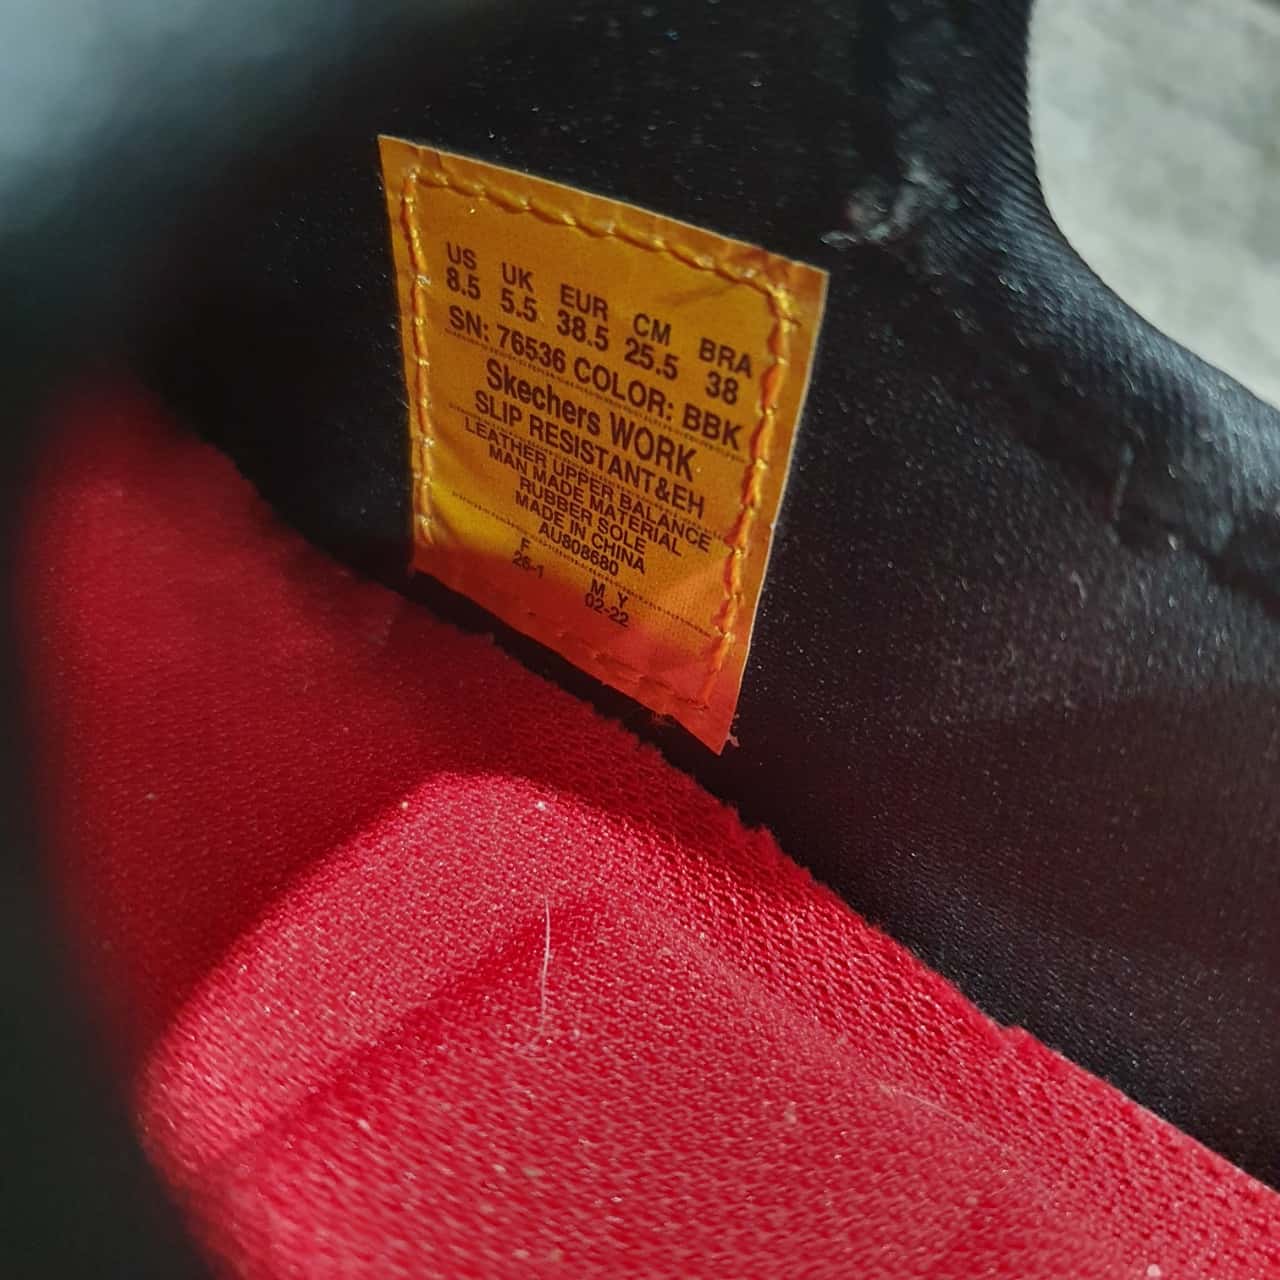 US UK EUR CM BRA
8.5 5.5 38.5 25.5 38
SN: 76536 COLOR: BBK
Skechers WORK
SLIP RESISTANT&EH
LEATHER UPPER BALANCE
MAN MADE MATERIAL
RUBBER SOLE
MADE IN CHINA
AU808680
F M Y
26-1 02-22